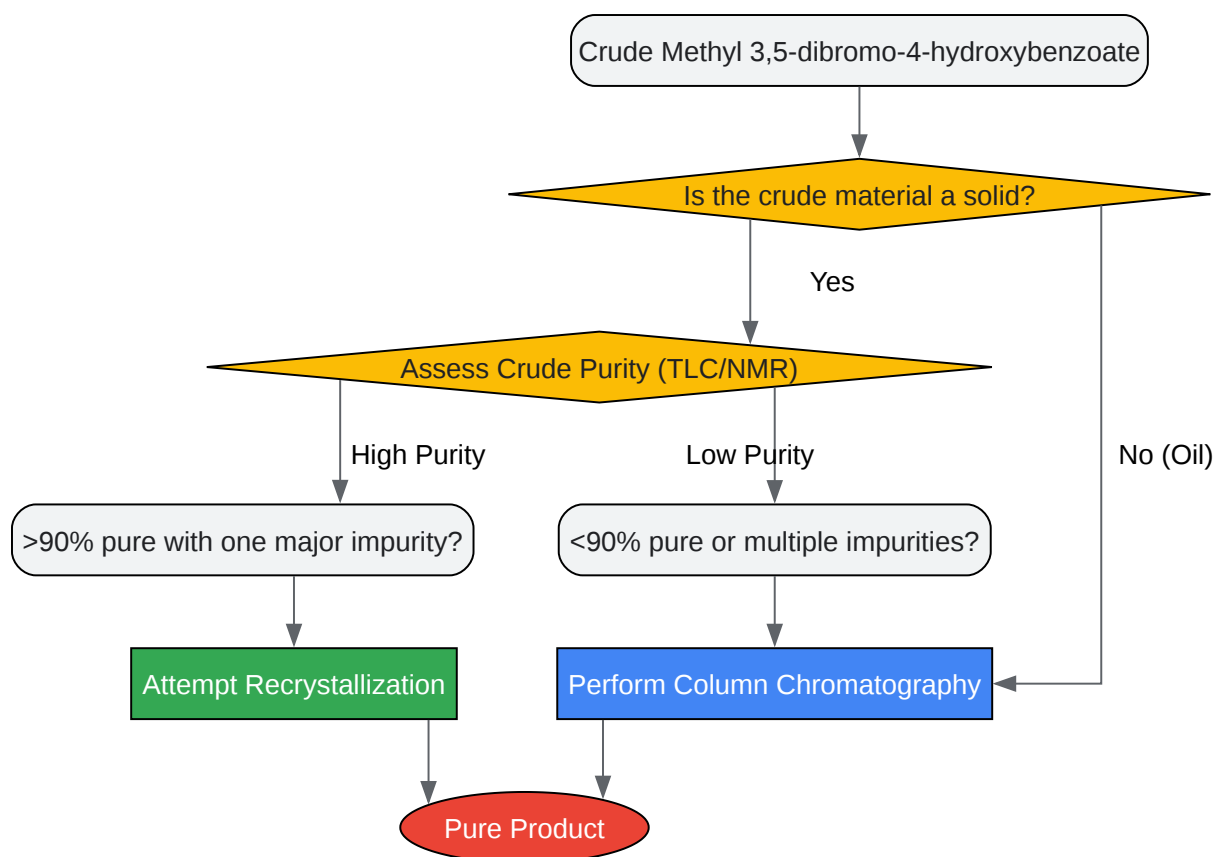 Crude Methyl 3,5-dibromo-4-hydroxybenzoate
Is the crude material a solid?
Yes
Assess Crude Purity (TLC/NMR)
High Purity
Low Purity
No (Oil)
>90% pure with one major impurity?
<90% pure or multiple impurities?
Attempt Recrystallization
Perform Column Chromatography
Pure Product